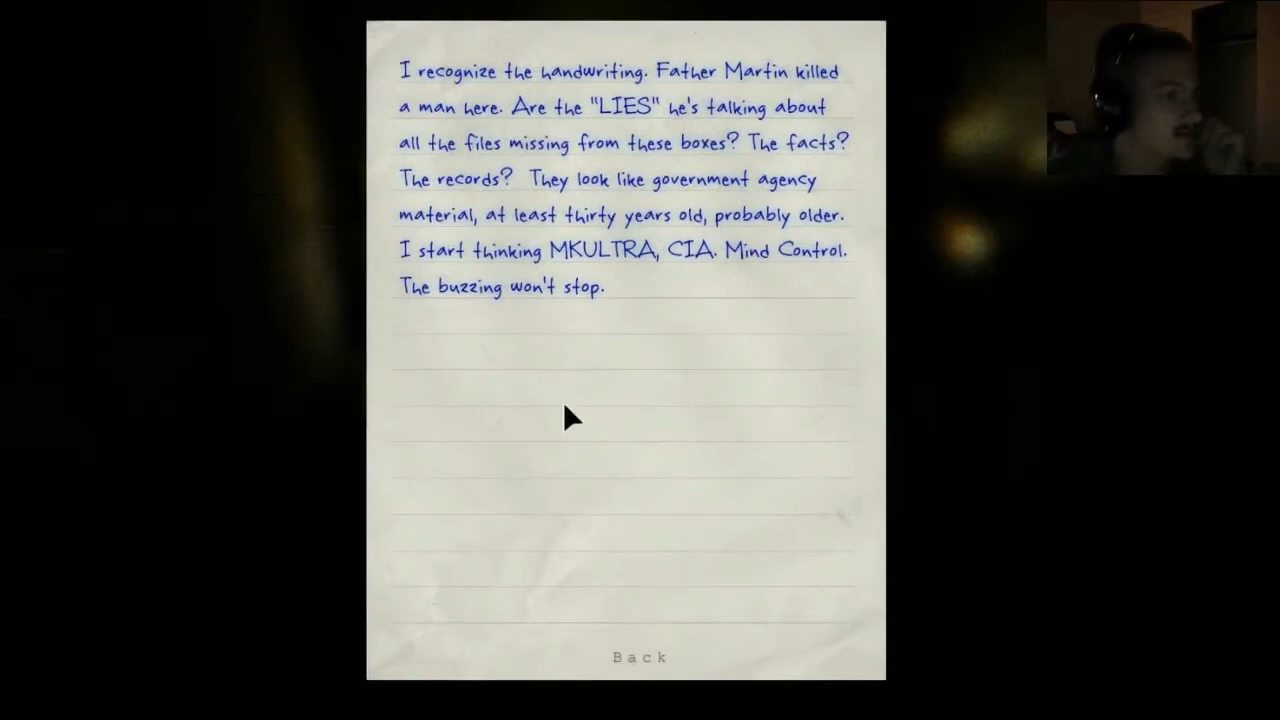 I recognize the handwriting. Father Martin killed
a man here. Are the "LIES" he's talking about
all the files missing from these boxes? The facts?
The records? They look like government agency
material, at least thirty years old, probably older.
I start thinking MKULTRA, CIA. Mind Control.
The buzzing won't stop.
Back